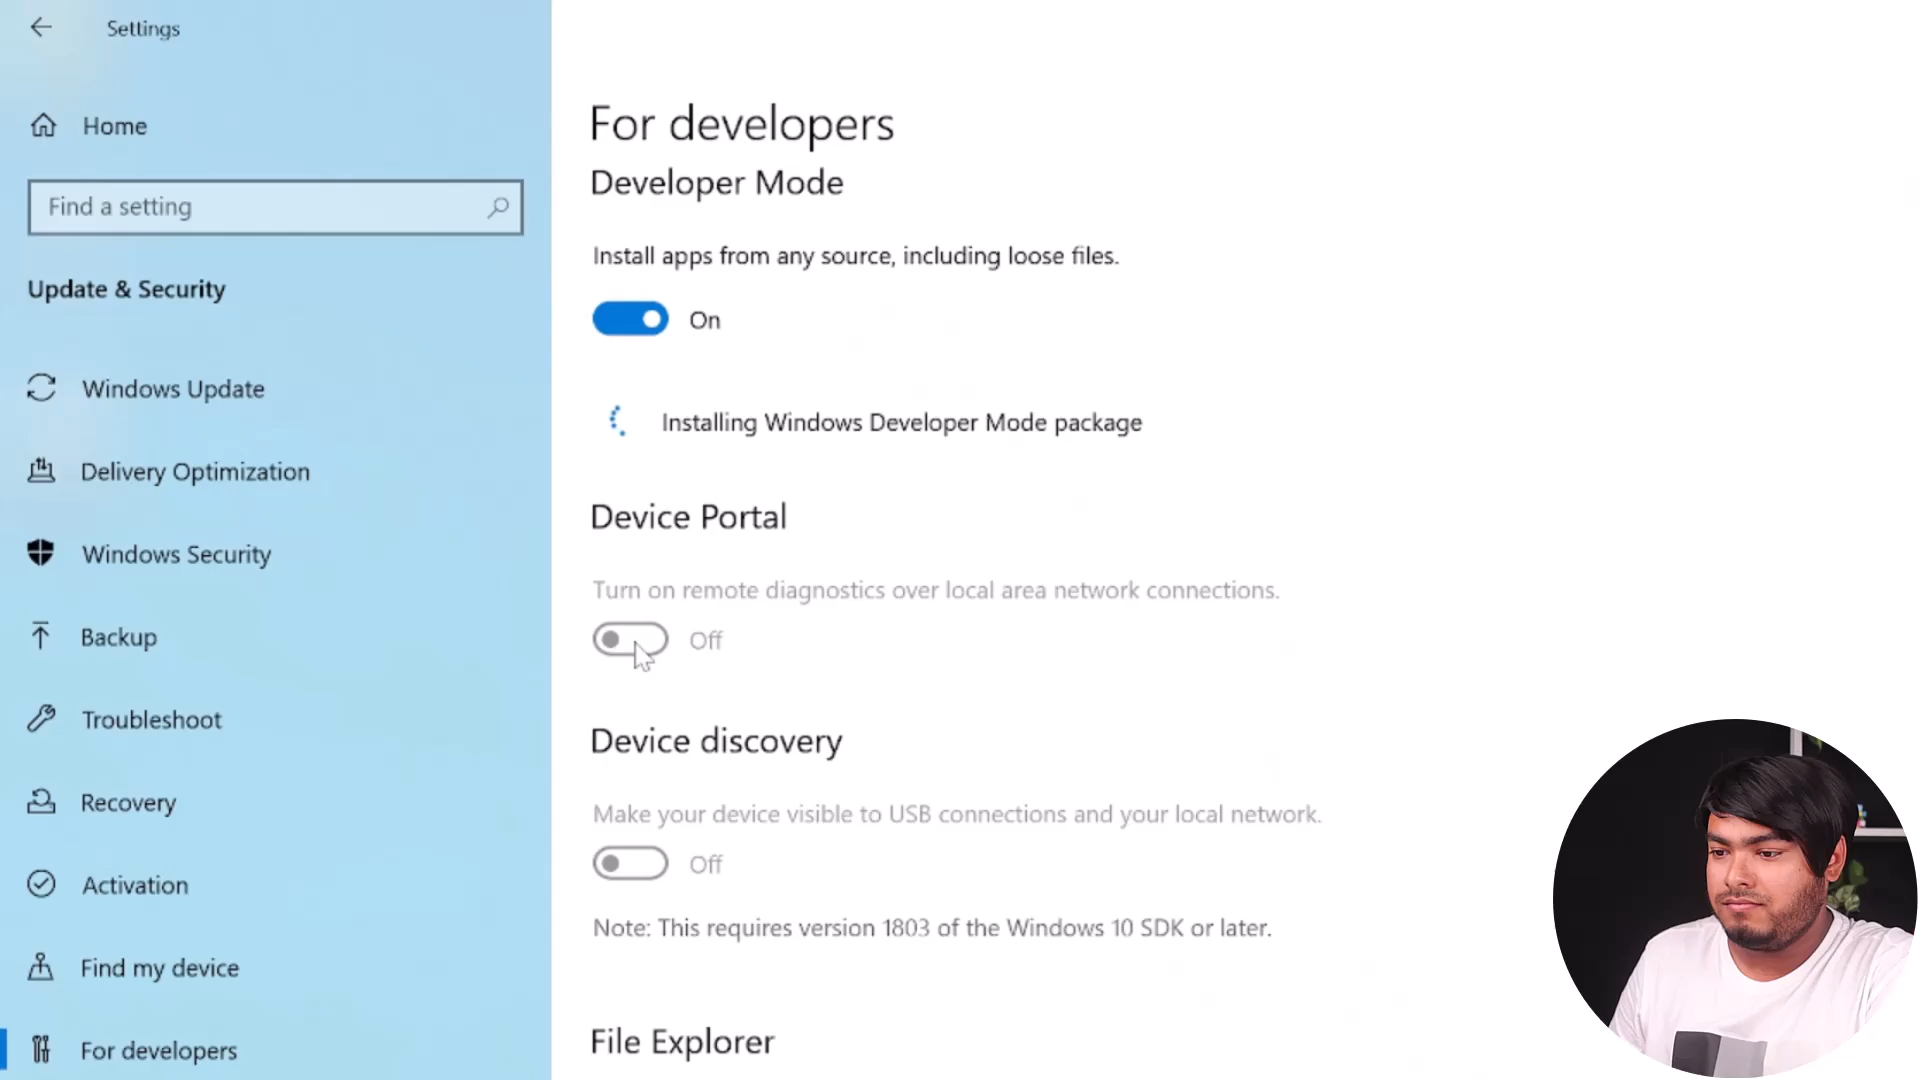 Settings
Home
Find a setting
Update & Security
Windows Update
Delivery Optimization
Windows Security
Backup
Troubleshoot
Recovery
Activation
Find my device
For developers
For developers
Developer Mode
Install apps from any source, including loose files.
On
Installing Windows Developer Mode package
Device Portal
Turn on remote diagnostics over local area network connections.
Off
Device discovery
Make your device visible to USB connections and your local network.
Off
Note: This requires version 1803 of the Windows 10 SDK or later.
File Explorer